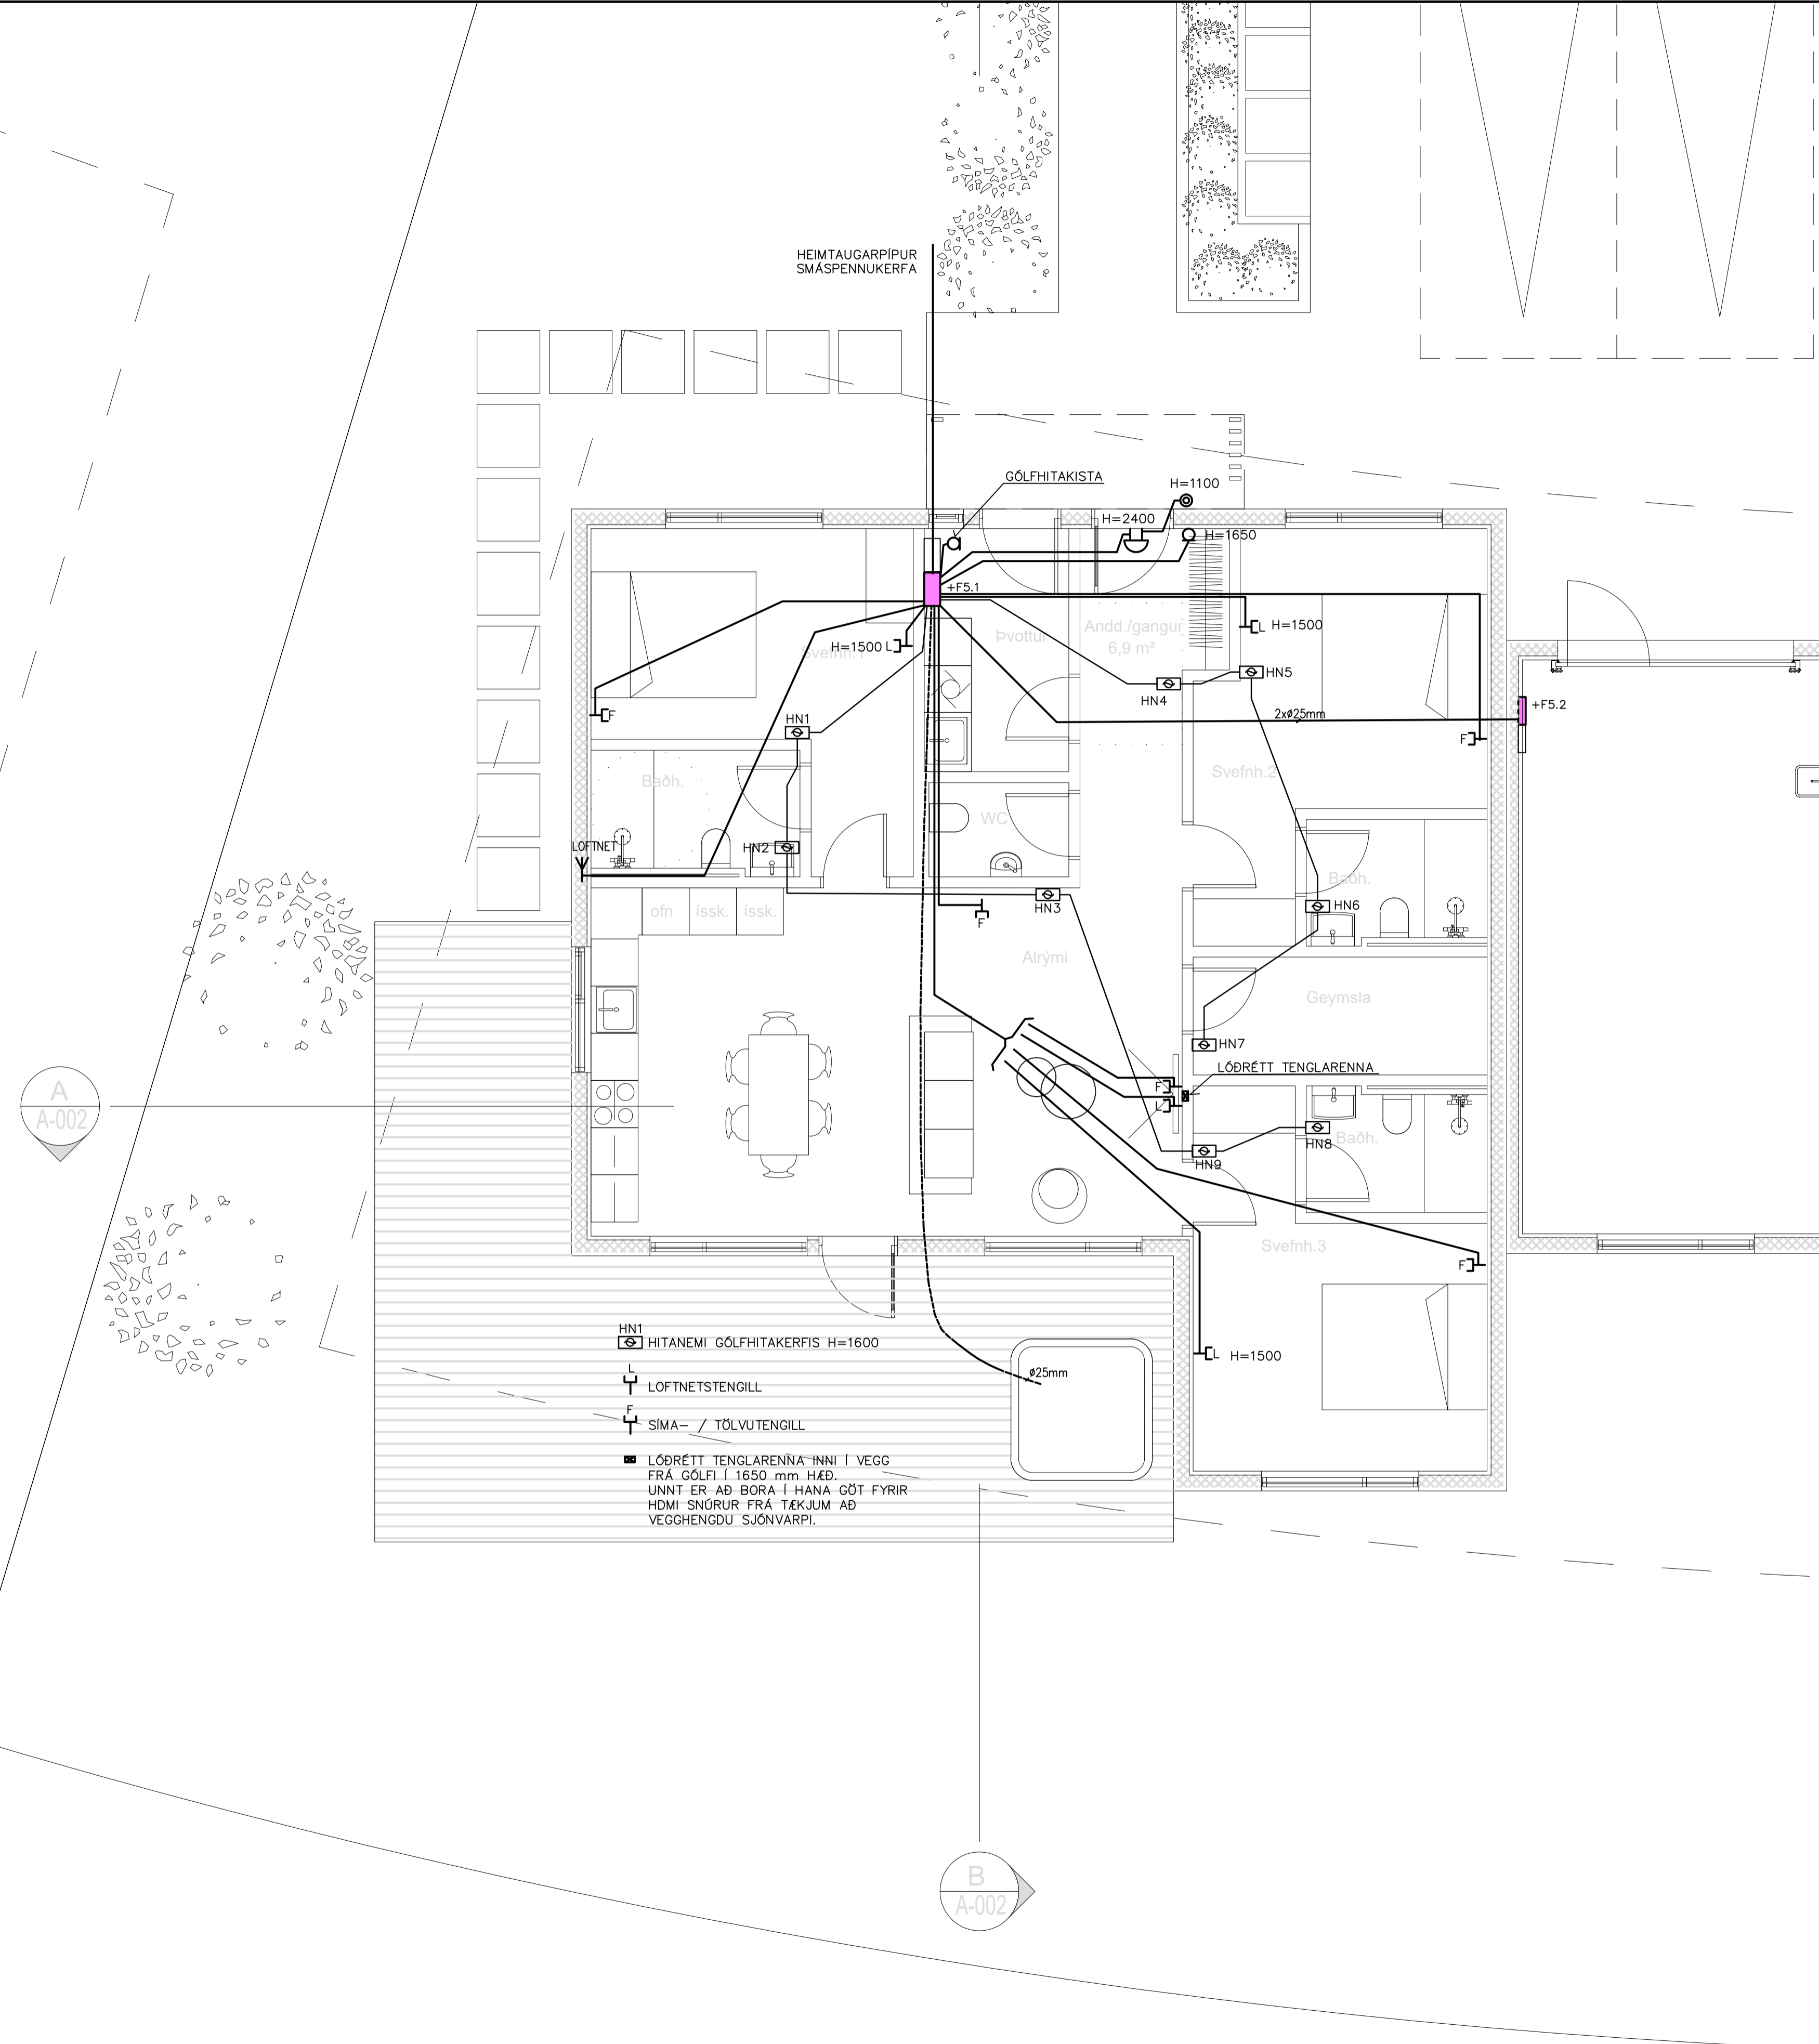 HEIMTAUGARPÍPUR
SMÁSPENNUKERFA
GÓLFHITAKISTA
H=1100
H=2400
H=1650
+F5.1
H=1500 L
Svefnh.1
Þvottur
Andd./gangur
6,9 m²
L H=1500
HN5
HN4
F
HN1
2xø25mm
+F5.2
F
Svefnh.2
Baðh.
WC
LOFTNET
HN2
Baðh.
ofn
íssk.
íssk.
HN3
F
HN6
Alrými
Geymsla
HN7
LÓÐRÉTT TENGLARENNA
F
L
A
A-002
HN8
Baðh.
HN9
Svefnh.3
F
HN1
HITANEMI GÓLFHITAKERFIS H=1600
L H=1500
L
LOFTNETSTENGILL
ø25mm
F
SÍMA- / TÖLVUTENGILL
LÓÐRÉTT TENGLARENNA INNI Í VEGG
FRÁ GÓLFI Í 1650 mm HÆÐ.
UNNT ER AÐ BORA Í HANA GÖT FYRIR
HDMI SNÚRUR FRÁ TÆKJUM AÐ
VEGGHENGDU SJÓNVARPI.
B
A-002